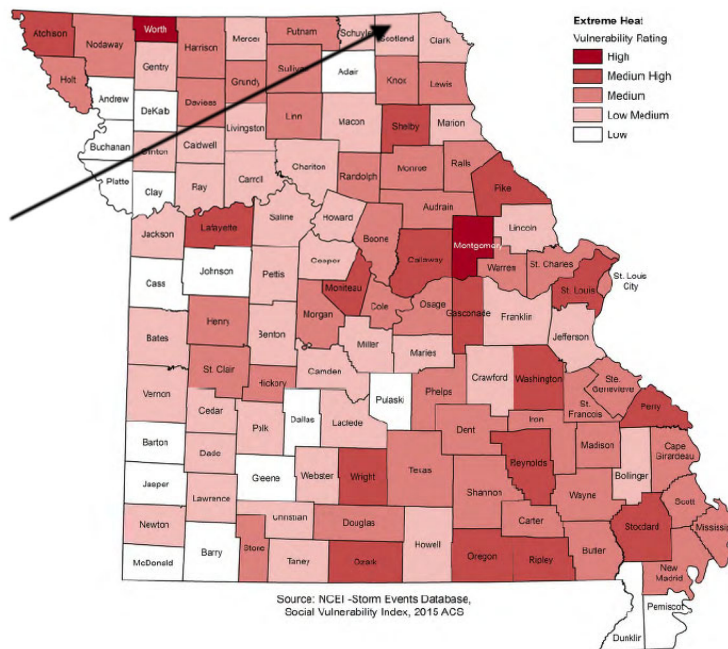 Extreme Heat
Vulnerability Rating
High
Medium High
Medium
Low Medium
Low
Atchison
Nodaway
Worth
Harrison
Mercer
Putnam
Schuyler
Scotland
Clark
Gentry
Sullivan
Adair
Holt
Andrew
DeKalb
Daviess
Grundy
Knox
Lewis
Linn
Macon
Shelby
Marion
Buchanan
Clinton
Caldwell
Livingston
Chariton
Randolph
Monroe
Ralls
Pike
Platte
Clay
Ray
Carroll
Audrain
Saline
Howard
Boone
Callaway
Montgomery
Lincoln
Warren
St. Charles
St. Louis
City
St. Louis
Jackson
Lafayette
Cooper
Cass
Johnson
Pettis
Moniteau
Cole
Osage
Gasconade
Franklin
Jefferson
Henry
Benton
Morgan
Miller
Maries
Bates
St. Clair
Camden
Crawford
Washington
Ste.
Genevieve
St.
Francois
Perry
Vernon
Hickory
Pulaski
Phelps
Iron
Cedar
Polk
Dallas
Laclede
Dent
Madison
Cape
Girardeau
Barton
Dade
Reynolds
Bollinger
Jasper
Greene
Webster
Wright
Texas
Shannon
Wayne
Scott
Lawrence
Christian
Douglas
Carter
Stoddard
Newton
Stone
Howell
Butler
McDonald
Barry
Taney
Ozark
Oregon
Ripley
New
Madrid
Pemiscot
Source: NCEI -Storm Events Database,
Social Vulnerability Index, 2015 ACS